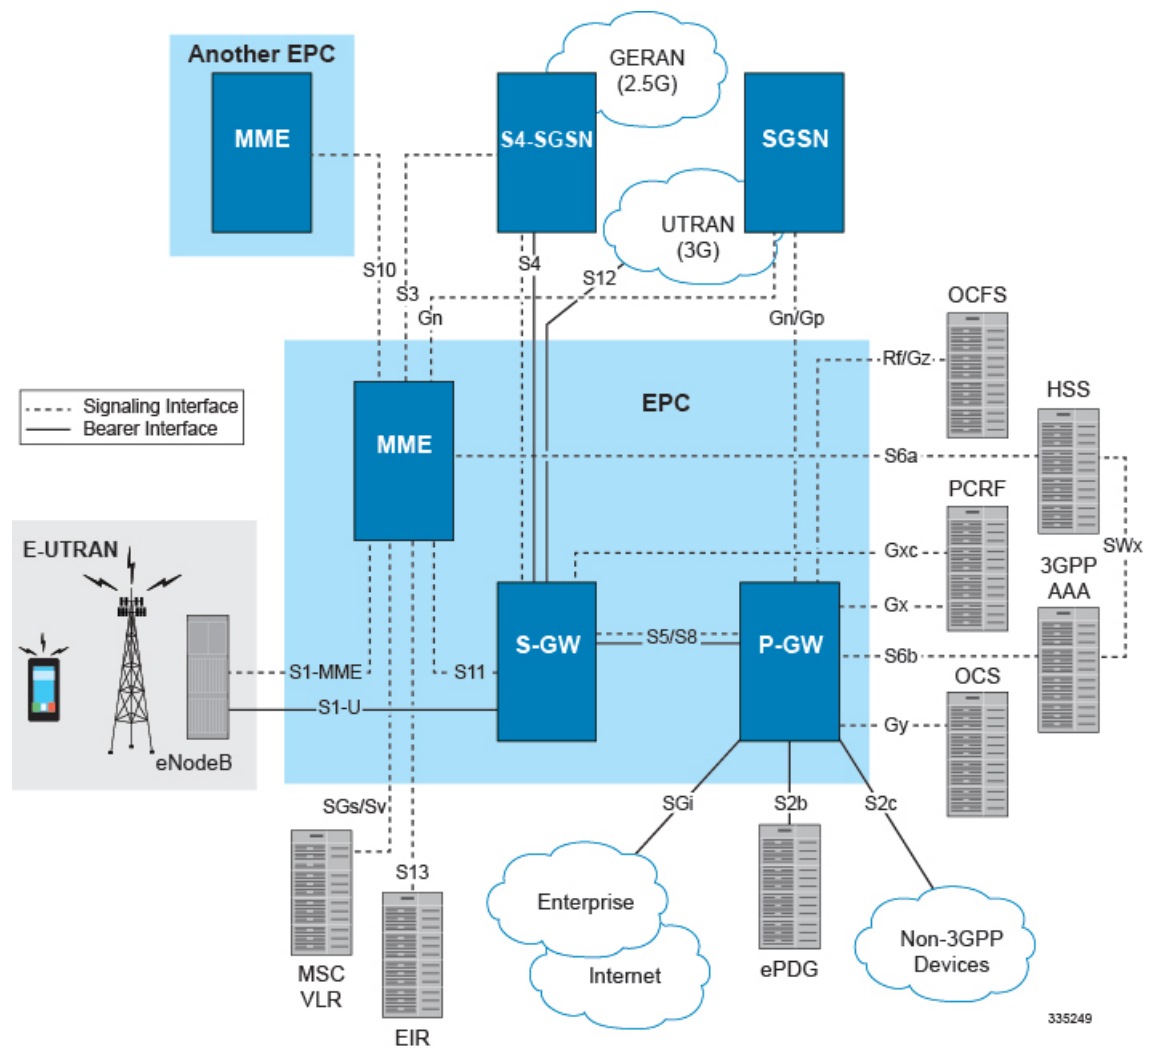 Another EPC
MME
GERAN
(2.5G)
S4-SGSN
SGSN
UTRAN
(3G)
S10
S3
S4
S12
Gn
Gn/Gp
OCFS
Rf/Gz
HSS
Signaling Interface
Bearer Interface
EPC
MME
S6a
PCRF
Gxc
SWx
E-UTRAN
3GPP
AAA
Gx
S-GW
S5/S8
P-GW
S6b
S1-MME
S11
OCS
S1-U
Gy
eNodeB
SGs/Sv
SGi
S2b
S2c
S13
Enterprise
Internet
ePDG
Non-3GPP
Devices
MSC
VLR
EIR
335249